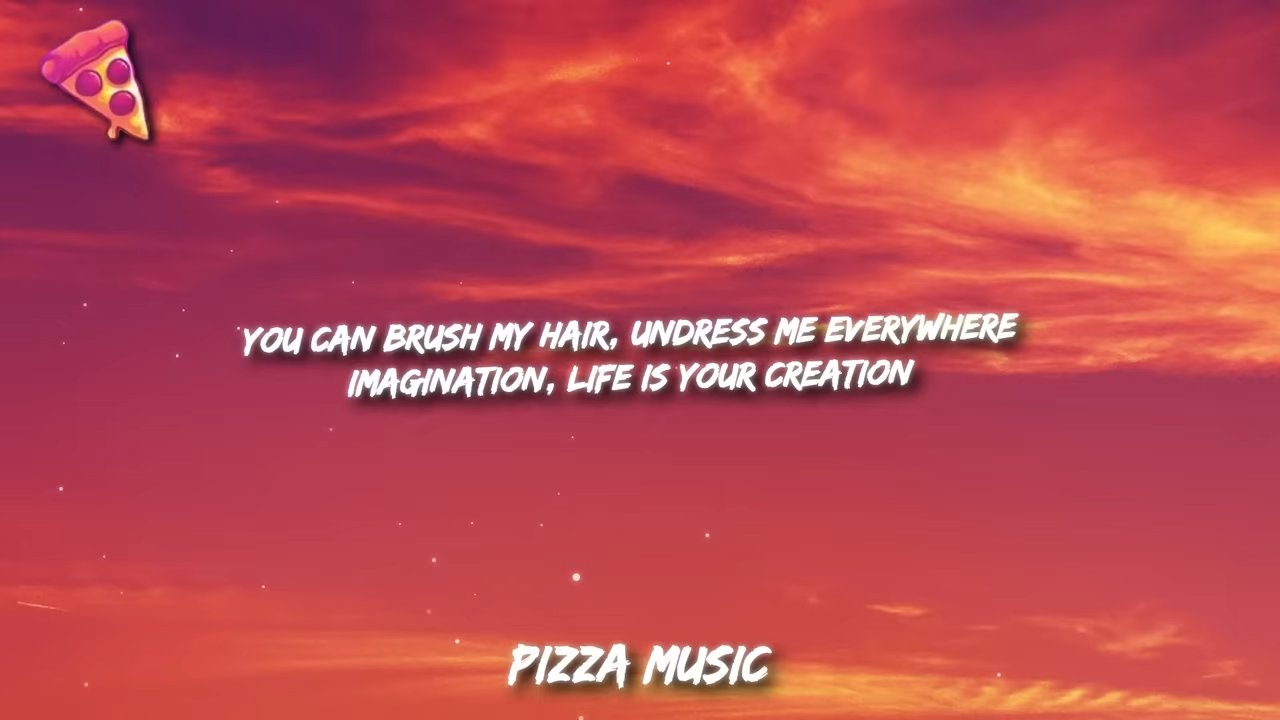 YOU CAN BRUSH MY HAIR, UNDRESS ME EVERYWHERE
IMAGINATION, LIFE IS YOUR CREATION
PIZZA MUSIC